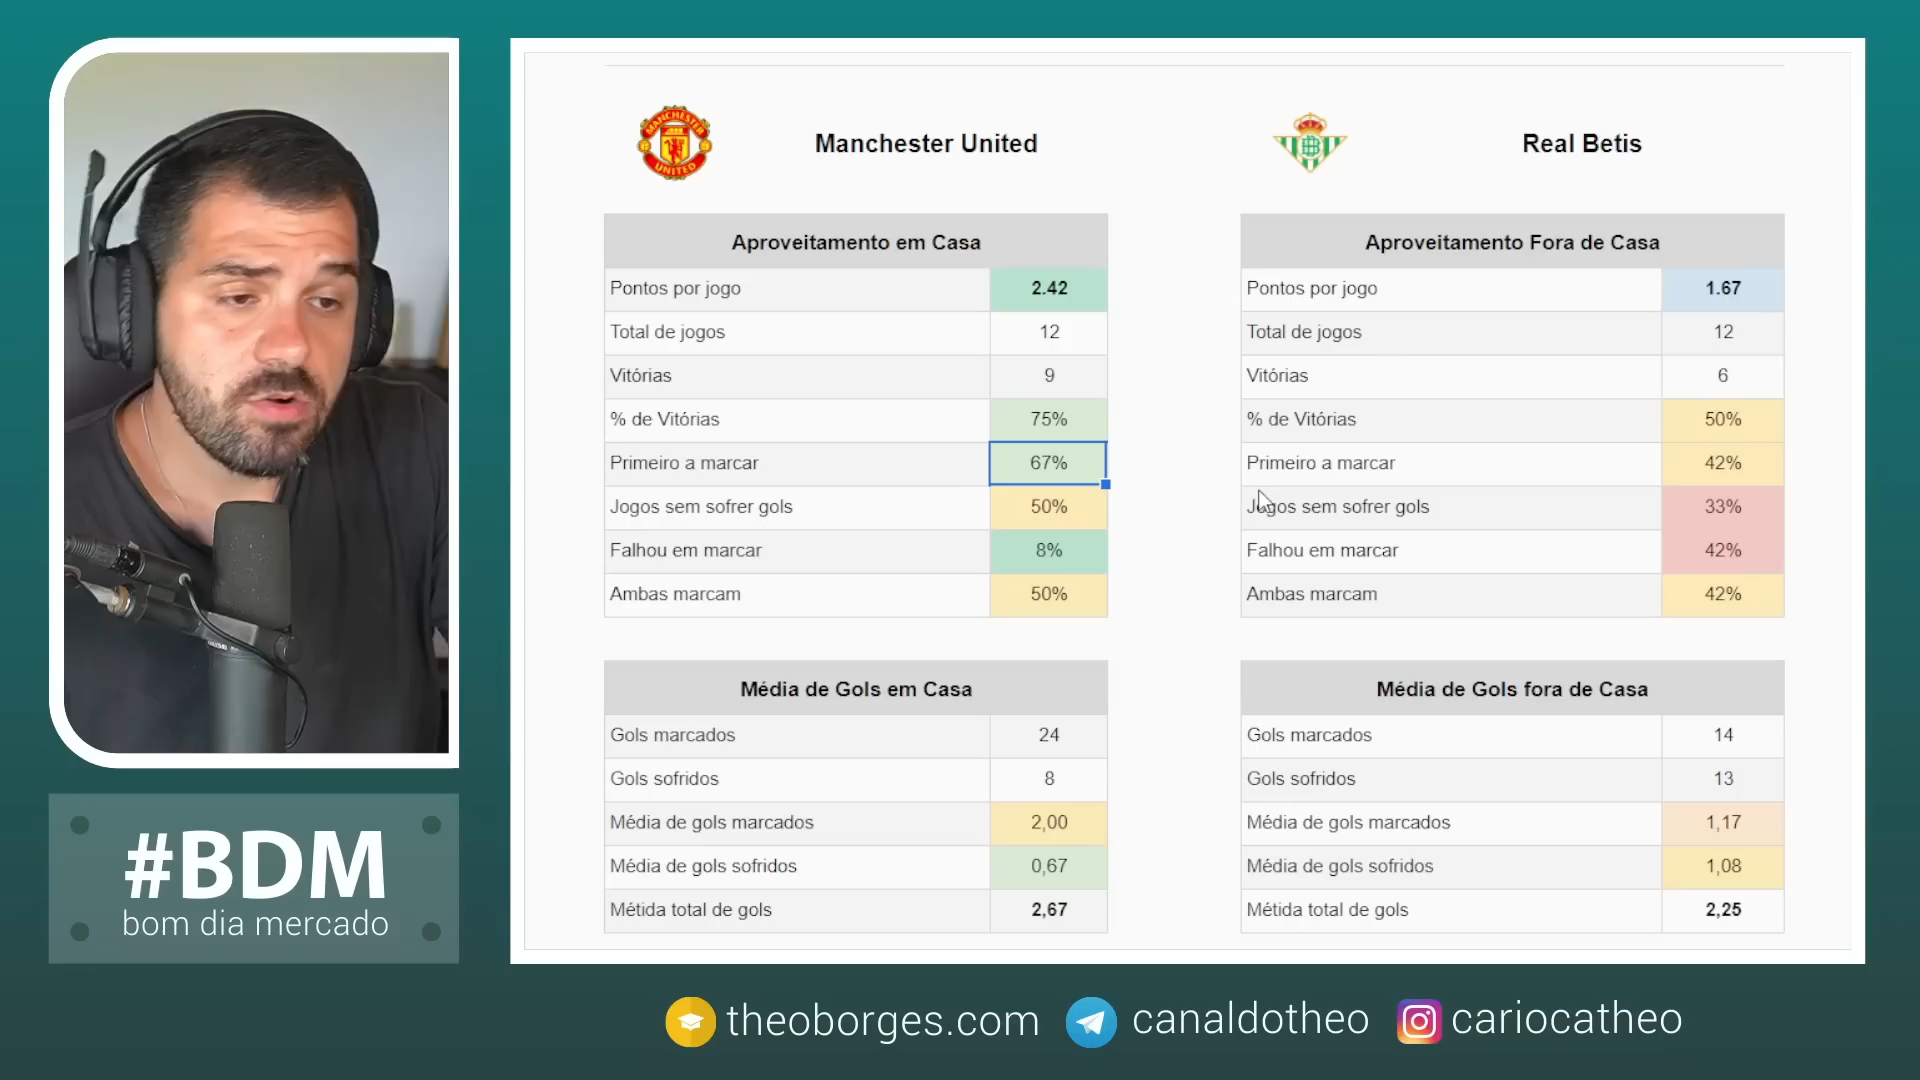 MANCHESTER
UNITED
Manchester United
Real Betis
Aproveitamento em Casa
Pontos por jogo 2.42
Total de jogos 12
Vitórias 9
% de Vitórias 75%
Primeiro a marcar 67%
Jogos sem sofrer gols 50%
Falhou em marcar 8%
Ambas marcam 50%
Aproveitamento Fora de Casa
Pontos por jogo 1.67
Total de jogos 12
Vitórias 6
% de Vitórias 50%
Primeiro a marcar 42%
Jogos sem sofrer gols 33%
Falhou em marcar 42%
Ambas marcam 42%
Média de Gols em Casa
Gols marcados 24
Gols sofridos 8
Média de gols marcados 2,00
Média de gols sofridos 0,67
Métida total de gols 2,67
Média de Gols fora de Casa
Gols marcados 14
Gols sofridos 13
Média de gols marcados 1,17
Média de gols sofridos 1,08
Métida total de gols 2,25
#BDM
bom dia mercado
theoborges.com
canaldotheo
cariocatheo